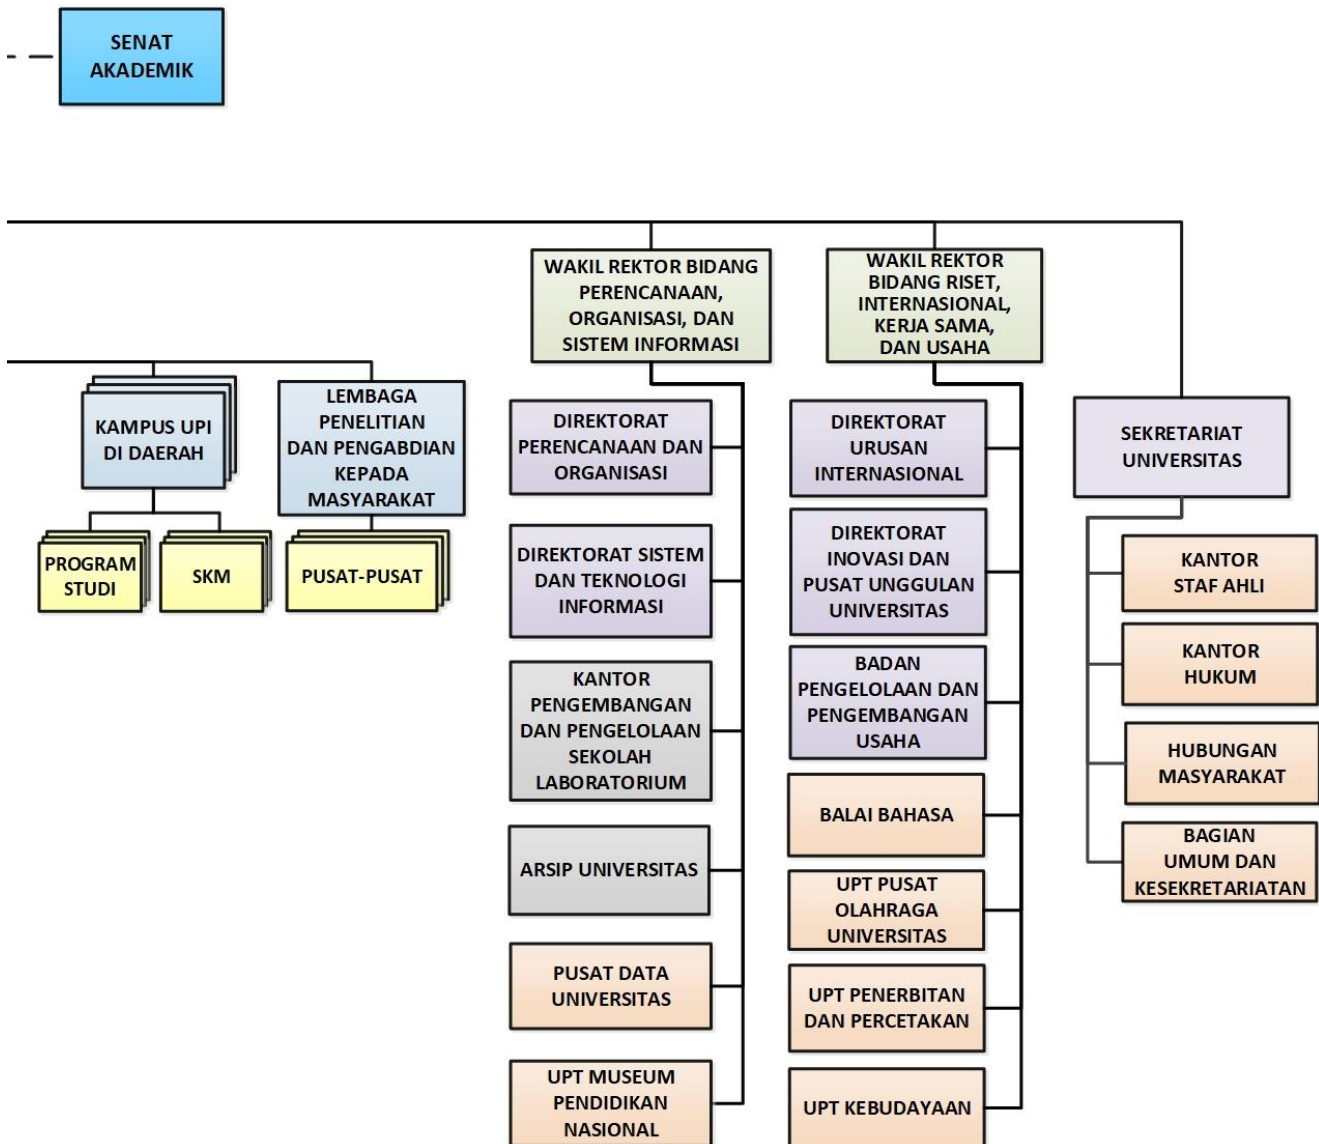 SENAT
AKADEMIK
WAKIL REKTOR BIDANG
PERENCANAAN,
ORGANISASI, DAN
SISTEM INFORMASI
WAKIL REKTOR
BIDANG RISET,
INTERNASIONAL,
KERJA SAMA,
DAN USAHA
KAMPUS UPI
DI DAERAH
LEMBAGA
PENELITIAN
DAN PENGABDIAN
KEPADA
MASYARAKAT
PROGRAM
STUDI
SKM
PUSAT-PUSAT
DIREKTORAT
PERENCANAAN DAN
ORGANISASI
DIREKTORAT SISTEM
DAN TEKNOLOGI
INFORMASI
KANTOR
PENGEMBANGAN
DAN PENGELOLAAN
SEKOLAH
LABORATORIUM
ARSIP UNIVERSITAS
PUSAT DATA
UNIVERSITAS
UPT MUSEUM
PENDIDIKAN
NASIONAL
DIREKTORAT
URUSAN
INTERNASIONAL
DIREKTORAT
INOVASI DAN
PUSAT UNGGULAN
UNIVERSITAS
BADAN
PENGELOLAAN DAN
PENGEMBANGAN
USAHA
BALAI BAHASA
UPT PUSAT
OLAHRAGA
UNIVERSITAS
UPT PENERBITAN
DAN PERCETAKAN
UPT KEBUDAYAAN
SEKRETARIAT
UNIVERSITAS
KANTOR
STAF AHLI
KANTOR
HUKUM
HUBUNGAN
MASYARAKAT
BAGIAN
UMUM DAN
KESEKRETARIATAN